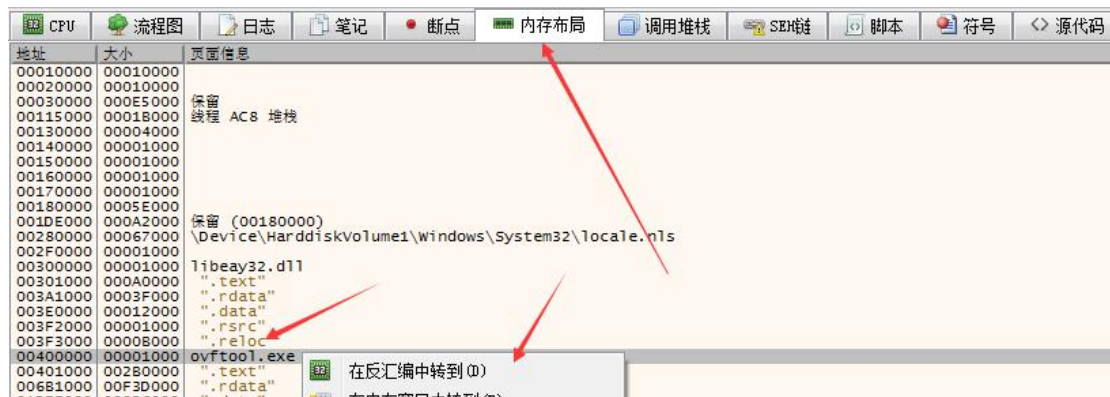 CPU 流程图 日志 笔记 断点 内存布局 调用堆栈 SEH链 脚本 符号 源代码
地址 大小 页面信息
00010000 00010000
00020000 00010000
00030000 000E5000 保留
00115000 0001B000 线程 AC8 堆栈
00130000 00004000
00140000 00001000
00150000 00001000
00160000 00001000
00170000 00001000
00180000 0005E000
001DE000 000A2000 保留 (00180000)
00280000 00067000 \Device\HarddiskVolume1\Windows\System32\locale.nls
002F0000 00001000
00300000 00001000 libeay32.dll
00301000 000A0000 ".text"
003A1000 0003F000 ".rdata"
003E0000 00012000 ".data"
003F2000 00001000 ".rsrc"
003F3000 0000B000 ".reloc
00400000 00001000 ovftool.exe
00401000 002B0000 ".text" 在反汇编中转到(D)
006B1000 00F3D000 ".rdata"